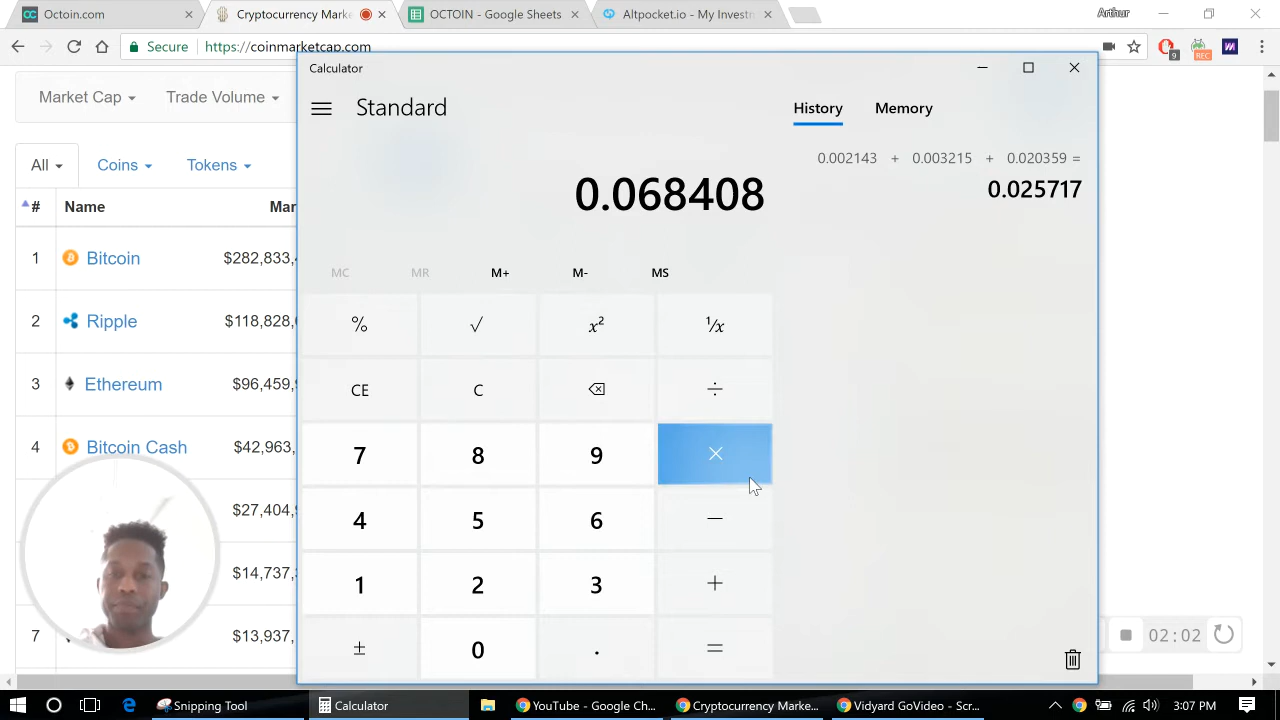 Octoin.com
Cryptocurrency Marke
OCTOIN - Google Sheets
Altpocket.io - My Investm
Arthur
Secure
https://coinmarketcap.com
9
REC
Calculator
Market Cap
Trade Volume
Standard
History
Memory
0.002143 + 0.003215 + 0.020359 =
0.025717
0.068408
All
Coins
Tokens
# Name Mar
MC MR M+ M- MS
1 Bitcoin $282,833,
2 Ripple $118,828,
3 Ethereum $96,459,
4 Bitcoin Cash $42,963,
$27,404,
$14,737,
7 $13,937,
% √ x² ¹/x
CE C ÷
7 8 9 ×
4 5 6 −
1 2 3 +
± 0 . =
02:02
Snipping Tool
Calculator
YouTube - Google Ch...
Cryptocurrency Marke...
Vidyard GoVideo - Scr...
3:07 PM